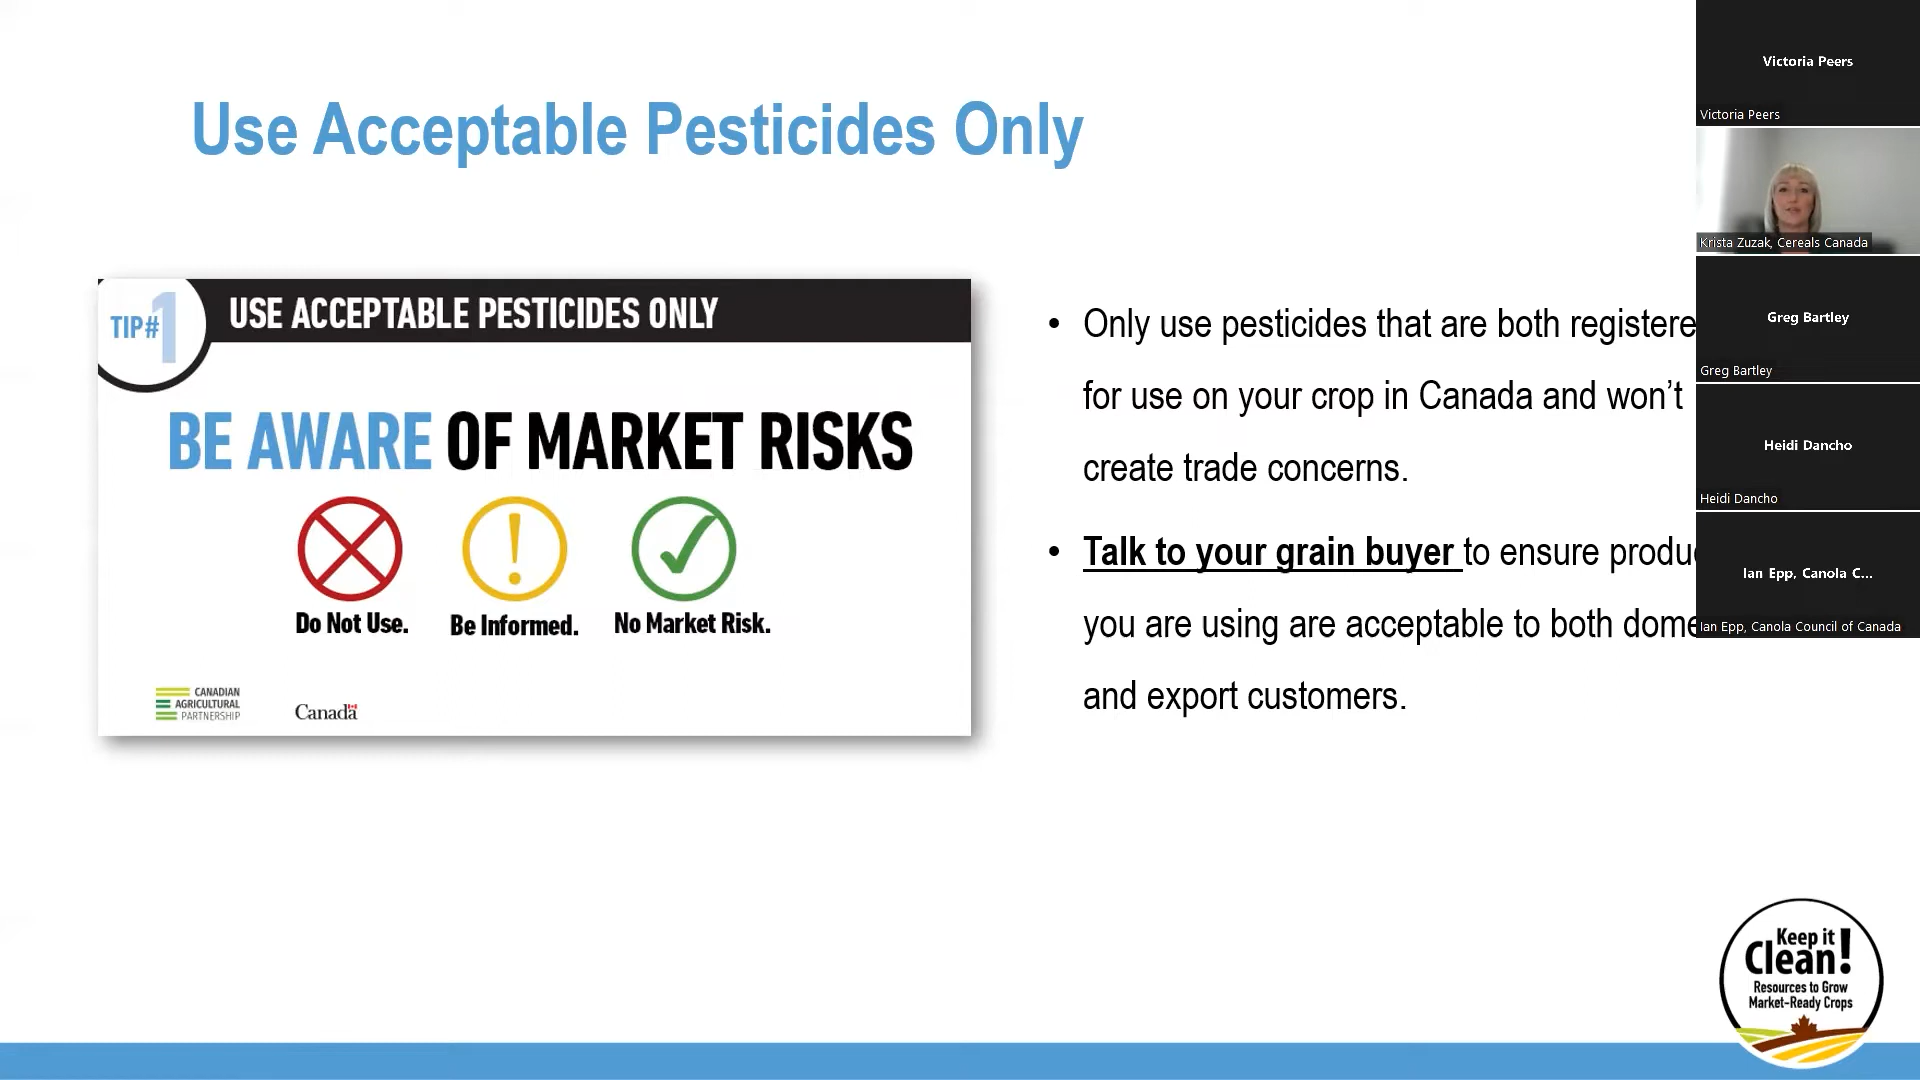 Use Acceptable Pesticides Only
TIP#1
USE ACCEPTABLE PESTICIDES ONLY
BE AWARE OF MARKET RISKS
Do Not Use.
Be Informed.
No Market Risk.
CANADIAN
AGRICULTURAL
PARTNERSHIP
Canada
• Only use pesticides that are both registere
for use on your crop in Canada and won’t
create trade concerns.
• Talk to your grain buyer to ensure produc
you are using are acceptable to both dome
and export customers.
Victoria Peers
Victoria Peers
Krista Zuzak, Cereals Canada
Greg Bartley
Greg Bartley
Heidi Dancho
Heidi Dancho
Ian Epp, Canola C...
Ian Epp, Canola Council of Canada
Keep it
Clean!
Resources to Grow
Market-Ready Crops